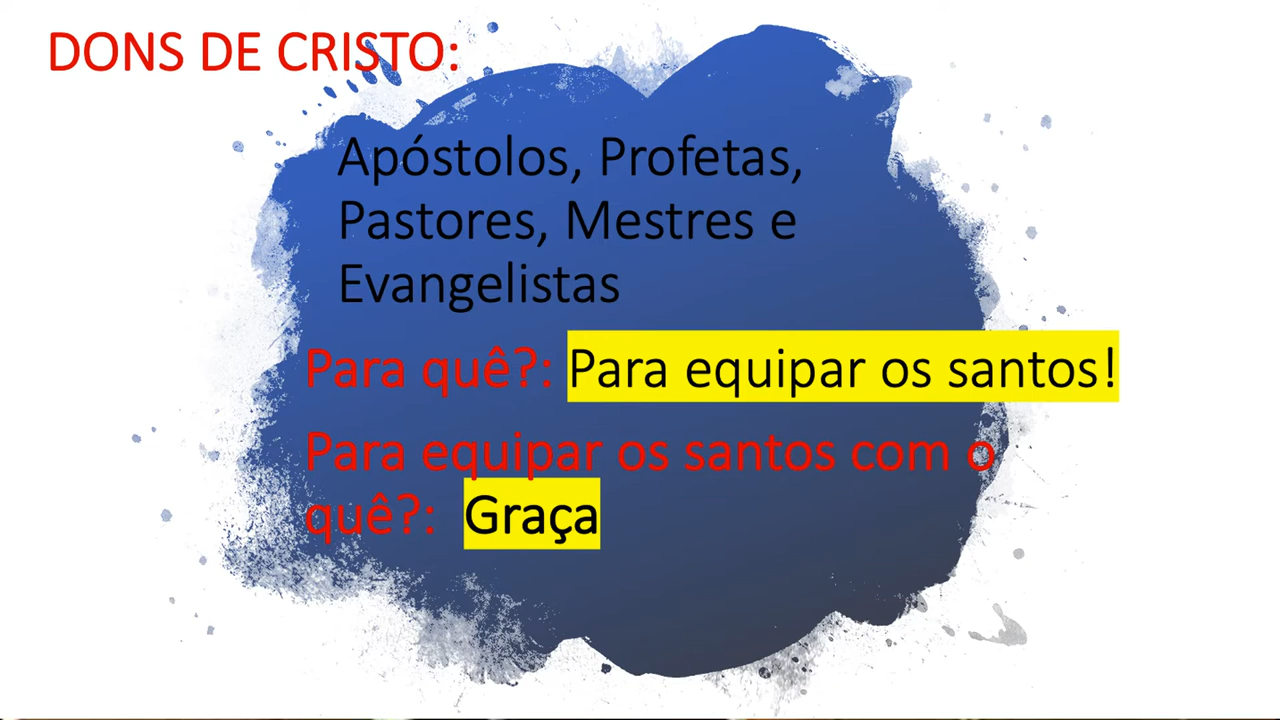 DONS DE CRISTO:
Apóstolos, Profetas,
Pastores, Mestres e
Evangelistas
Para quê?: Para equipar os santos!
Para equipar os santos com o
quê?: Graça